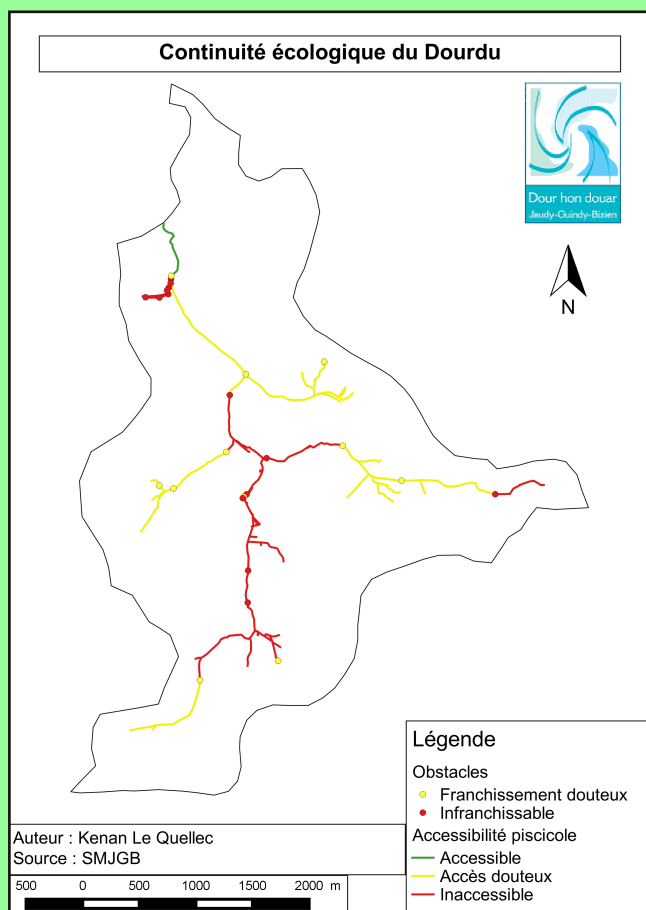 Continuité écologique du Dourdu
Dour hon douar
Jaudy-Guindy-Bizien
N
Légende
Obstacles
Franchissement douteux
Infranchissable
Accessibilité piscicole
Accessible
Accès douteux
Inaccessible
Auteur : Kenan Le Quellec
Source : SMJGB
500 0 500 1000 1500 2000 m